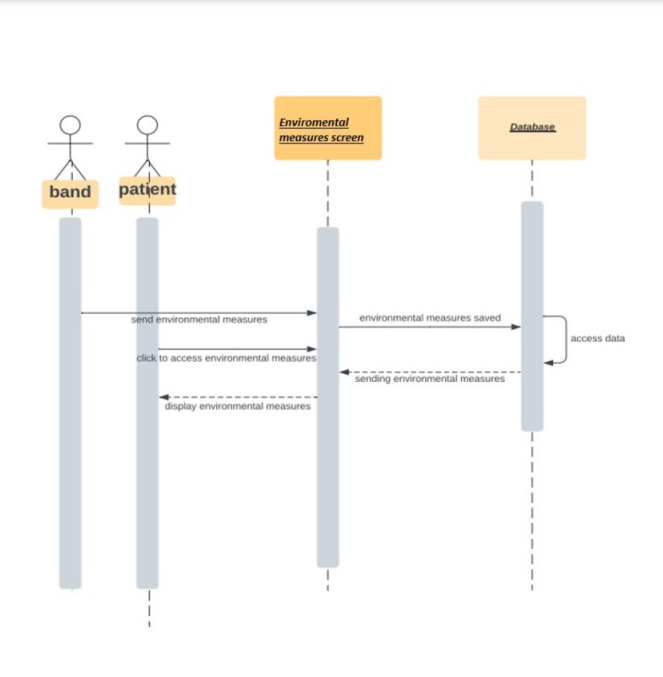 Enviromental
measures screen
Database
band
patient
send environmental measures
environmental measures saved
access data
click to access environmental measures
sending environmental measures
display environmental measures